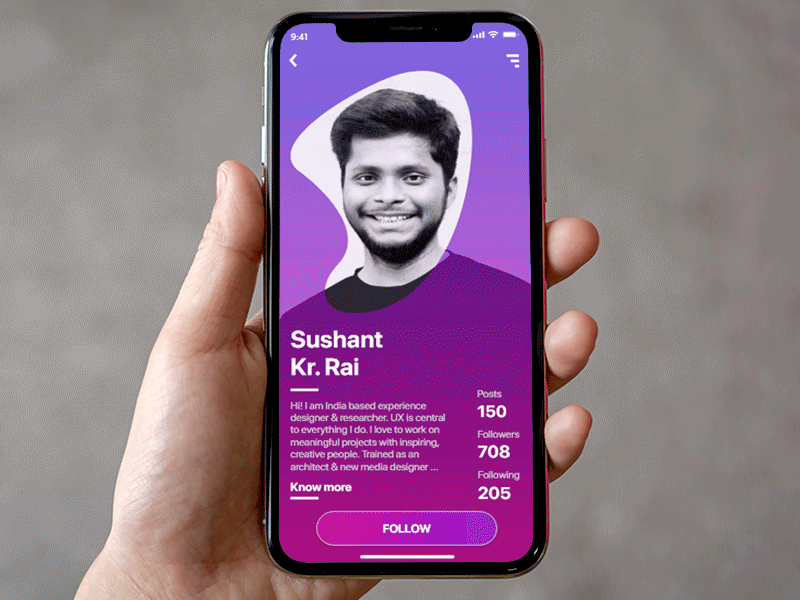 9:41
Sushant
Kr. Rai
Hi! I am India based experience
designer & researcher. UX is central
to everything I do. I love to work on
meaningful projects with inspiring,
creative people. Trained as an
architect & new media designer ...
Know more
Posts
150
Followers
708
Following
205
FOLLOW